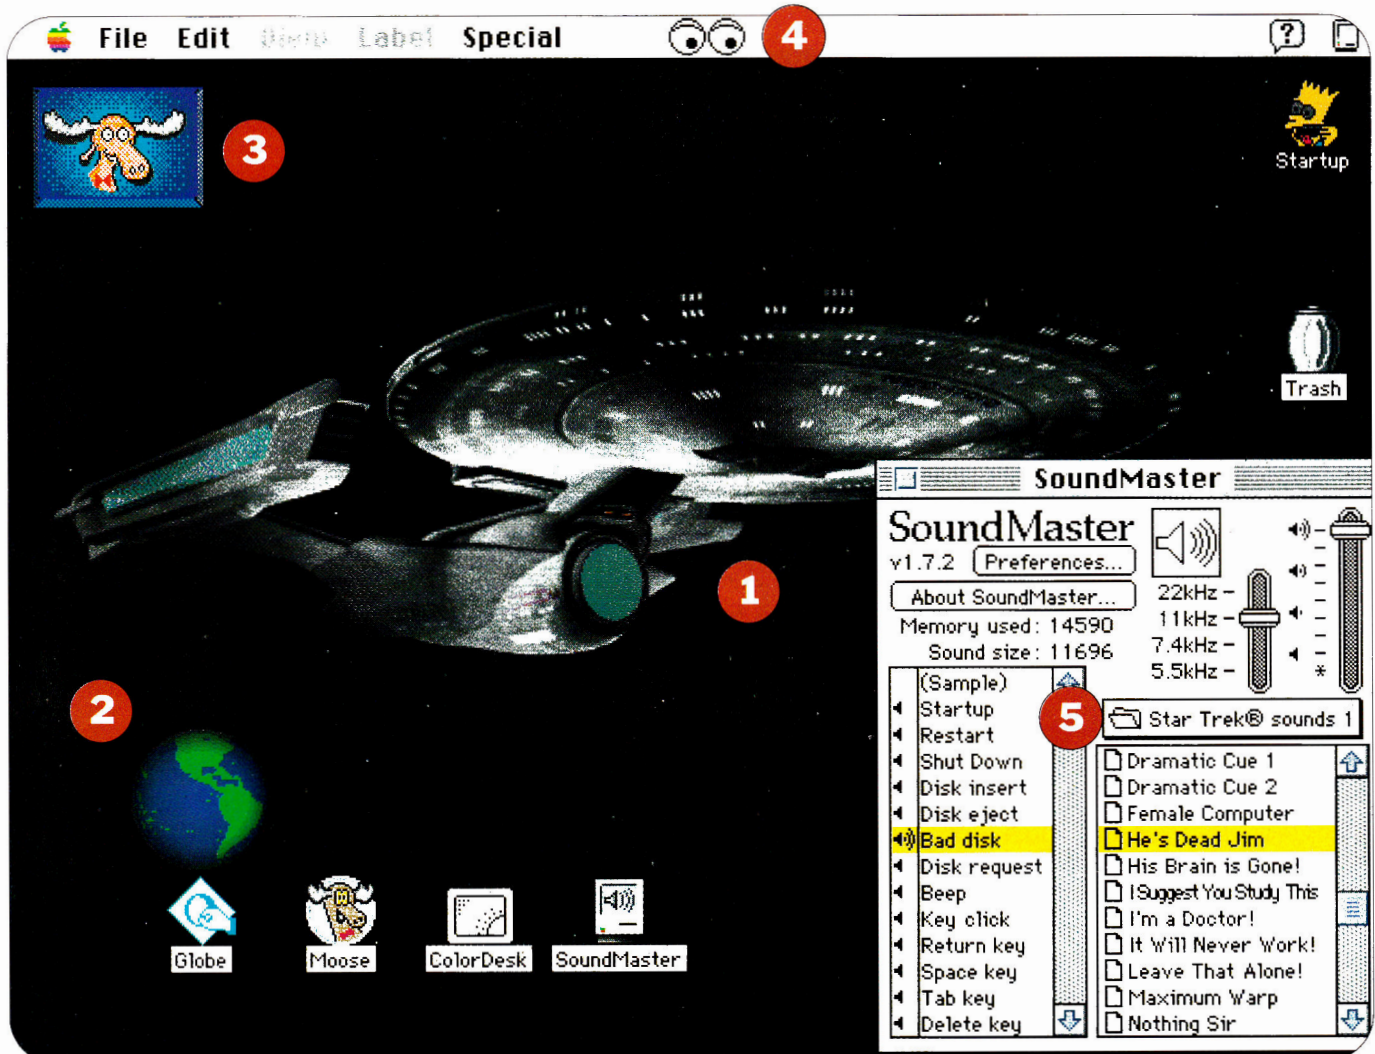 File Edit View Label Special 4 ?
3
Startup
Trash
1
2
Globe
Moose
ColorDesk
SoundMaster
SoundMaster
SoundMaster
v1.7.2 Preferences...
About SoundMaster...
Memory used: 14590
Sound size: 11696
22kHz
11kHz
7.4kHz
5.5kHz
*
(Sample)
Startup
Restart
Shut Down
Disk insert
Disk eject
Bad disk
Disk request
Beep
Key click
Return key
Space key
Tab key
Delete key
5
Star Trek® sounds 1
Dramatic Cue 1
Dramatic Cue 2
Female Computer
He's Dead Jim
His Brain is Gone!
I Suggest You Study This
I'm a Doctor!
It Will Never Work!
Leave That Alone!
Maximum Warp
Nothing Sir